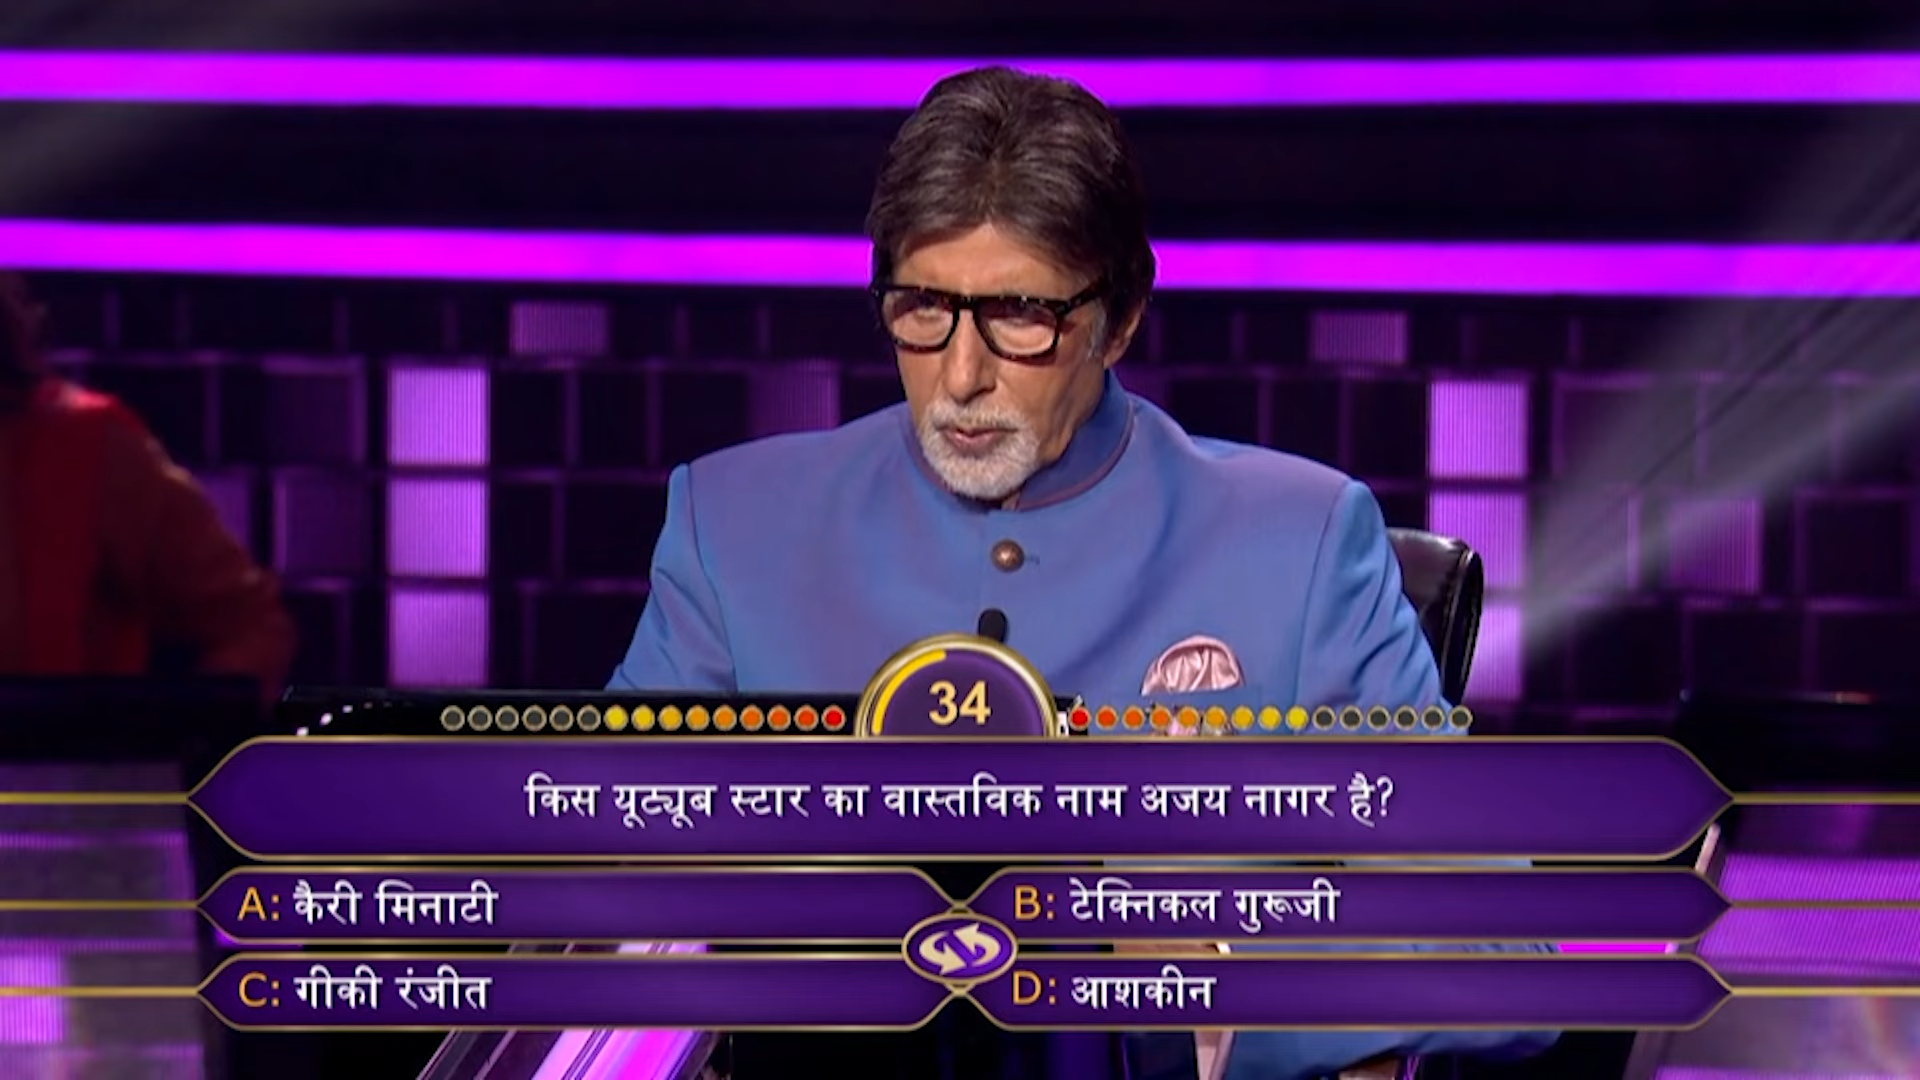 34
किस यूट्यूब स्टार का वास्तविक नाम अजय नागर है?
A: कैरी मिनाटी
B: टेक्निकल गुरूजी
C: गीकी रंजीत
D: आशकीन